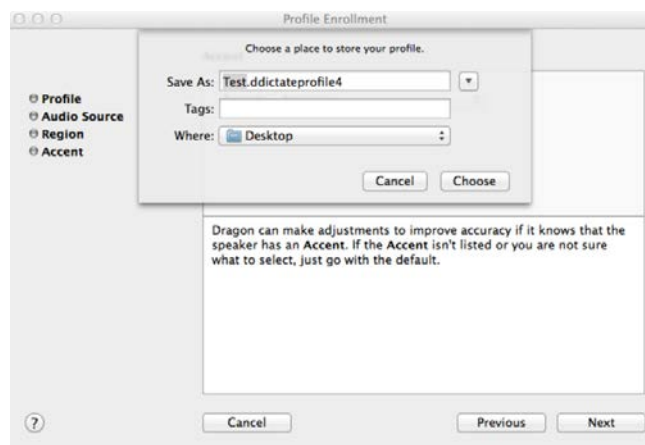 Profile Enrollment
Choose a place to store your profile.
Save As: Test.ddictateprofile4
Tags:
Where: Desktop
Cancel Choose
Profile
Audio Source
Region
Accent
Dragon can make adjustments to improve accuracy if it knows that the
speaker has an Accent. If the Accent isn't listed or you are not sure
what to select, just go with the default.
? Cancel Previous Next